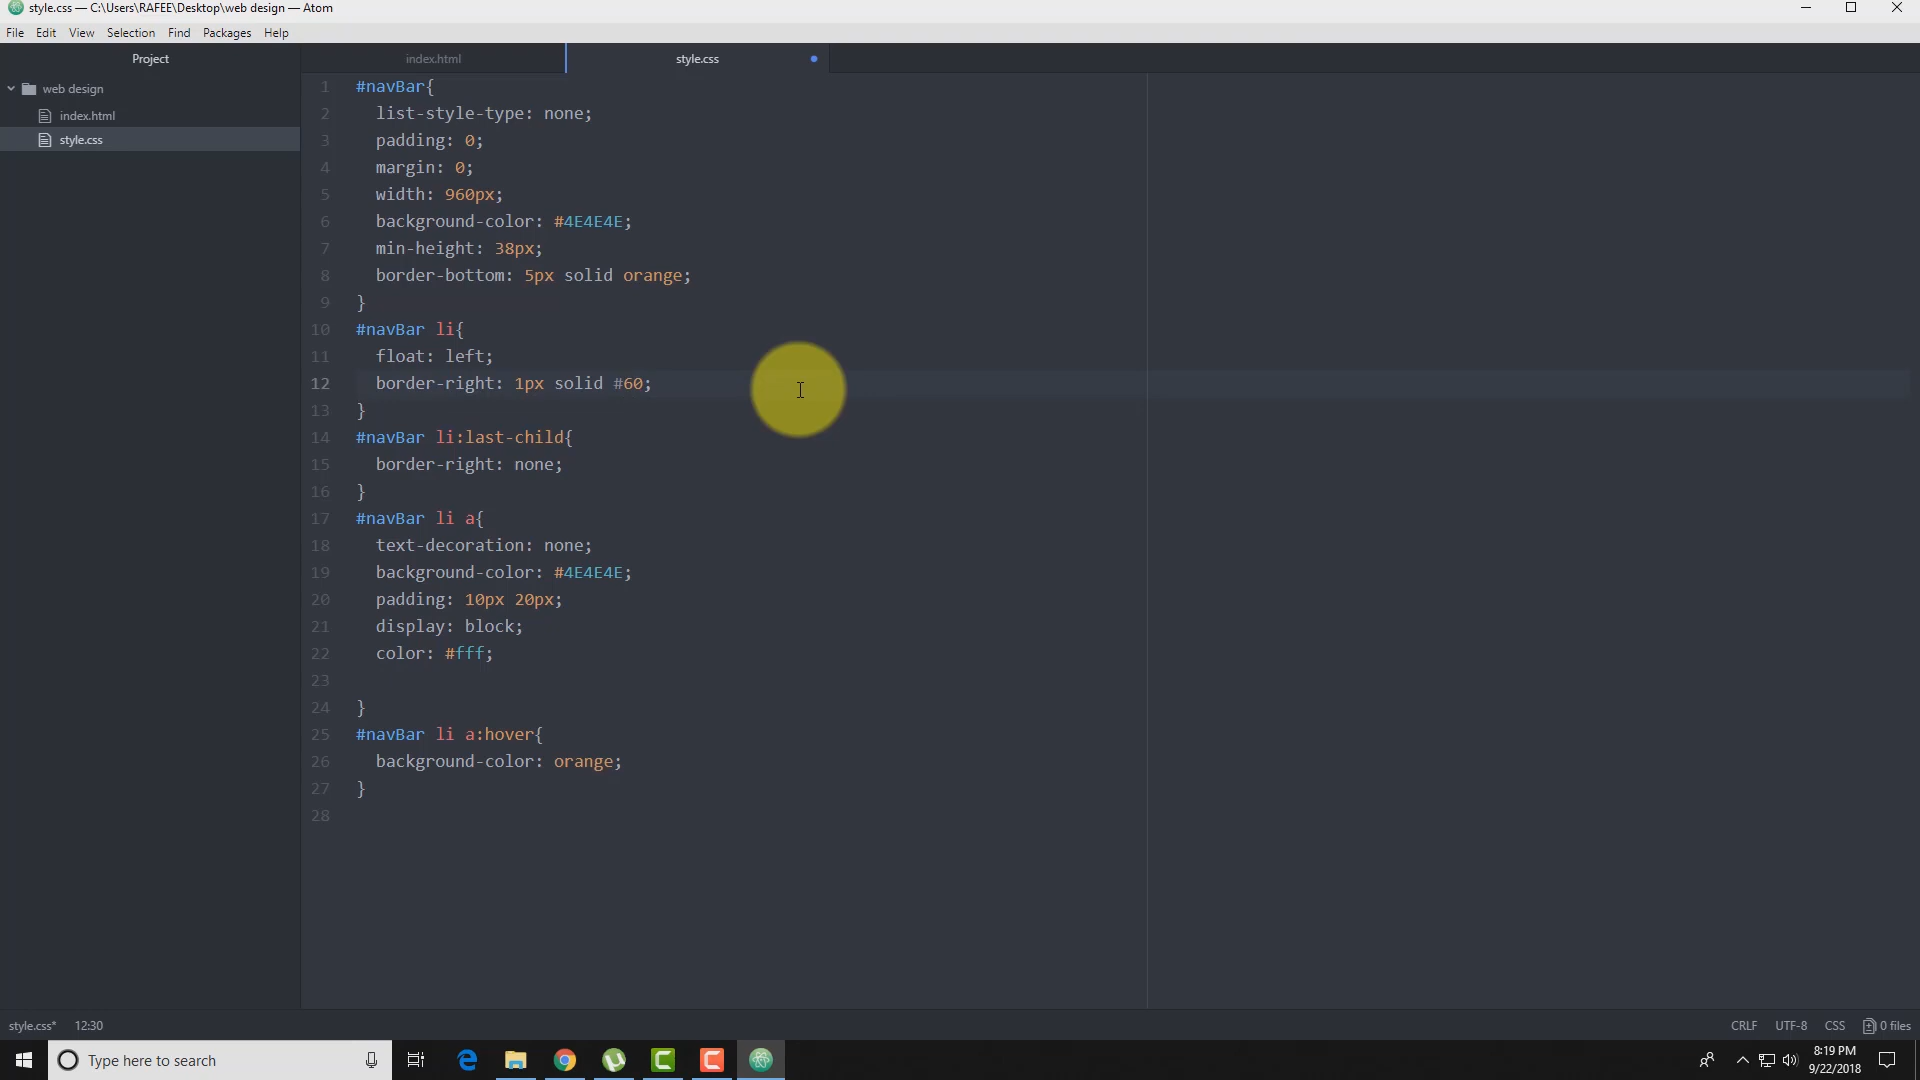 style.css — C:\Users\RAFEE\Desktop\web design — Atom
File Edit View Selection Find Packages Help
Project
index.html
style.css
web design
index.html
style.css
1 #navBar{
2 list-style-type: none;
3 padding: 0;
4 margin: 0;
5 width: 960px;
6 background-color: #4E4E4E;
7 min-height: 38px;
8 border-bottom: 5px solid orange;
9 }
10 #navBar li{
11 float: left;
12 border-right: 1px solid #60;
13 }
14 #navBar li:last-child{
15 border-right: none;
16 }
17 #navBar li a{
18 text-decoration: none;
19 background-color: #4E4E4E;
20 padding: 10px 20px;
21 display: block;
22 color: #fff;
23
24 }
25 #navBar li a:hover{
26 background-color: orange;
27 }
28
style.css* 12:30
CRLF UTF-8 CSS 0 files
Type here to search
8:19 PM
9/22/2018